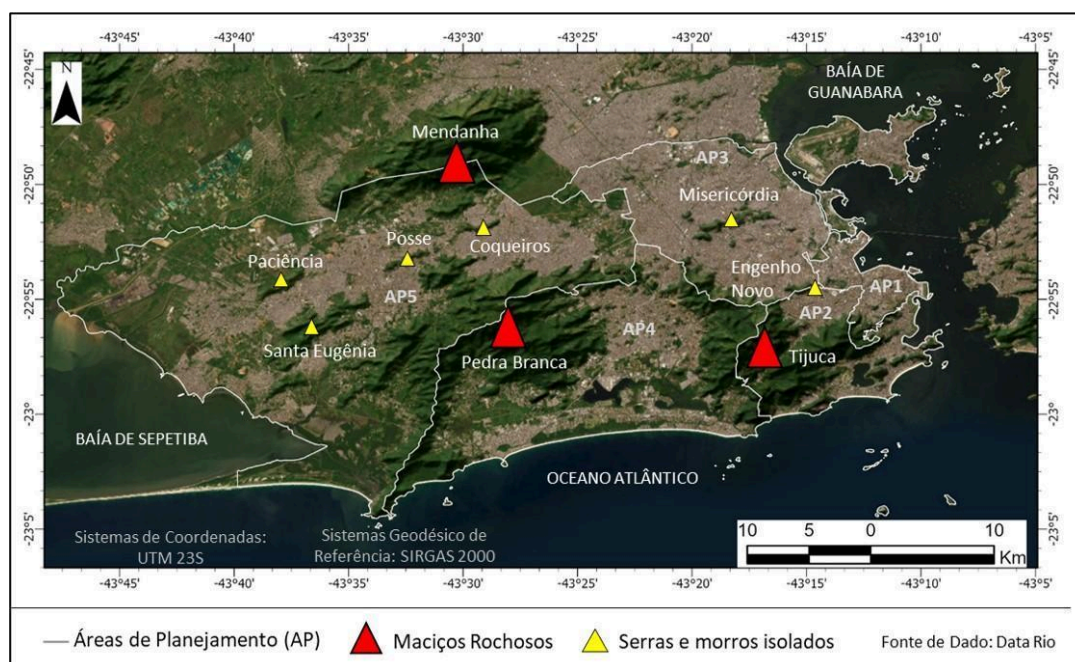 -43°45' -43°40' -43°35' -43°30' -43°25' -43°20' -43°15' -43°10' -43°5'
-22°45'
-22°45'
N
BAÍA DE
GUANABARA
Mendanha
AP3
-22°50'
-22°50'
Misericórdia
Posse
Coqueiros
Paciência
Engenho
Novo
AP5
AP1
-22°55'
-22°55'
AP2
AP4
Santa Eugênia
Pedra Branca
Tijuca
-23°
-23°
BAÍA DE SEPETIBA
OCEANO ATLÂNTICO
-23°5'
-23°5'
Sistemas de Coordenadas:
UTM 23S
Sistemas Geodésico de
Referência: SIRGAS 2000
10 5 0 10
Km
-43°45' -43°40' -43°35' -43°30' -43°25' -43°20' -43°15' -43°10' -43°5'
Áreas de Planejamento (AP) Maciços Rochosos Serras e morros isolados Fonte de Dado: Data Rio